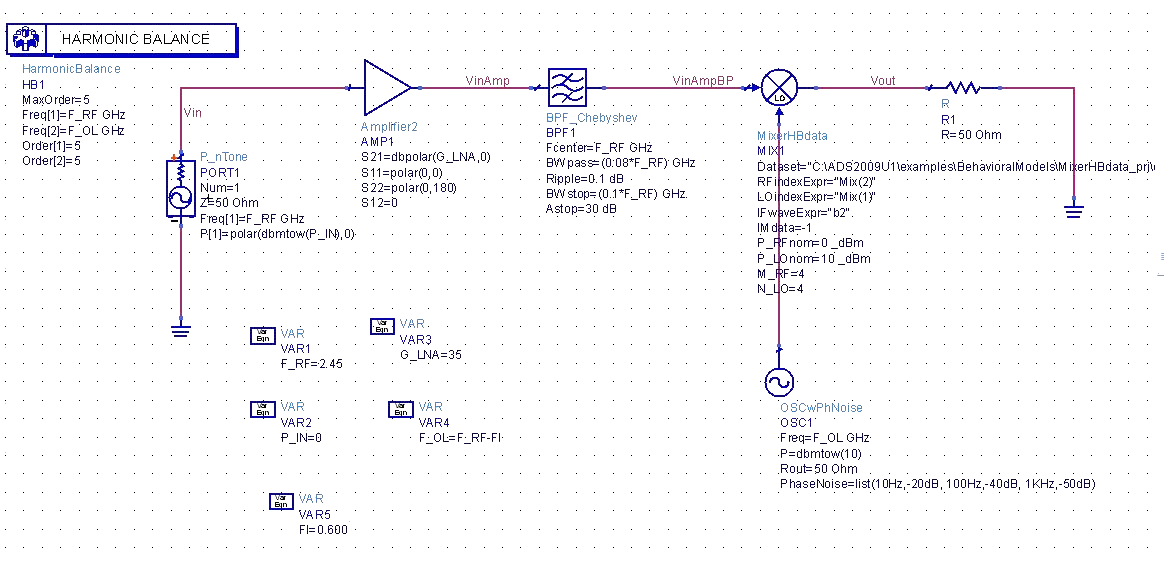 HARMONIC BALANCE
HarmonicBalance
HB1
MaxOrder=5
Freq[1]=F_RF GHz
Freq[2]=F_OL GHz
Order[1]=5
Order[2]=5
Vin
P_nTone
PORT1
Num=1
Z=50 Ohm
Freq[1]=F_RF GHz
P[1]=polar(dbmtow(P_IN),0)
Amplifier2
AMP1
S21=dbpolar(G_LNA,0)
S11=polar(0,0)
S22=polar(0,180)
S12=0
VinAmp
BPF_Chebyshev
BPF1
Fcenter=F_RF GHz
BWpass=(0.08*F_RF) GHz
Ripple=0.1 dB
BWstop=(0.1*F_RF) GHz
Astop=30 dB
VinAmpBP
LO
MixerHBdata
MIX1
Dataset="C:\ADS2009U1\examples\BehavioralModels\MixerHBdata_prj\
RFindexExpr="Mix(2)"
LOindexExpr="Mix(1)"
IFwaveExpr="b2"
IMdata=-1
P_RFnom=0 _dBm
P_LOnom=10 _dBm
M_RF=4
N_LO=4
Vout
R
R1
R=50 Ohm
Var
Eqn
VAR
VAR1
F_RF=2.45
Var
Eqn
VAR
VAR3
G_LNA=35
Var
Eqn
VAR
VAR2
P_IN=0
Var
Eqn
VAR
VAR4
F_OL=F_RF-FI
Var
Eqn
VAR
VAR5
FI=0.600
OSCwPhNoise
OSC1
Freq=F_OL GHz
P=dbmtow(10)
Rout=50 Ohm
PhaseNoise=list(10Hz,-20dB, 100Hz,-40dB, 1KHz,-50dB)